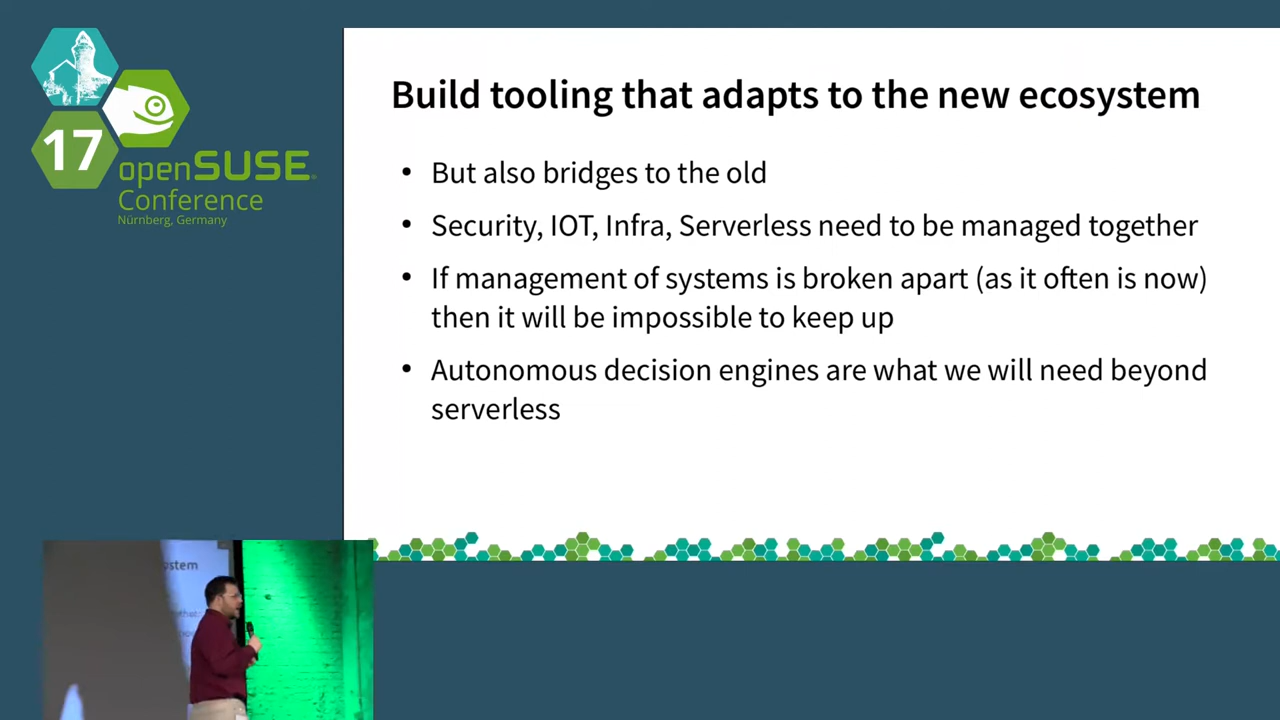 17
openSUSE
Conference
Nürnberg, Germany
Build tooling that adapts to the new ecosystem
• But also bridges to the old
• Security, IOT, Infra, Serverless need to be managed together
• If management of systems is broken apart (as it often is now)
then it will be impossible to keep up
• Autonomous decision engines are what we will need beyond
serverless